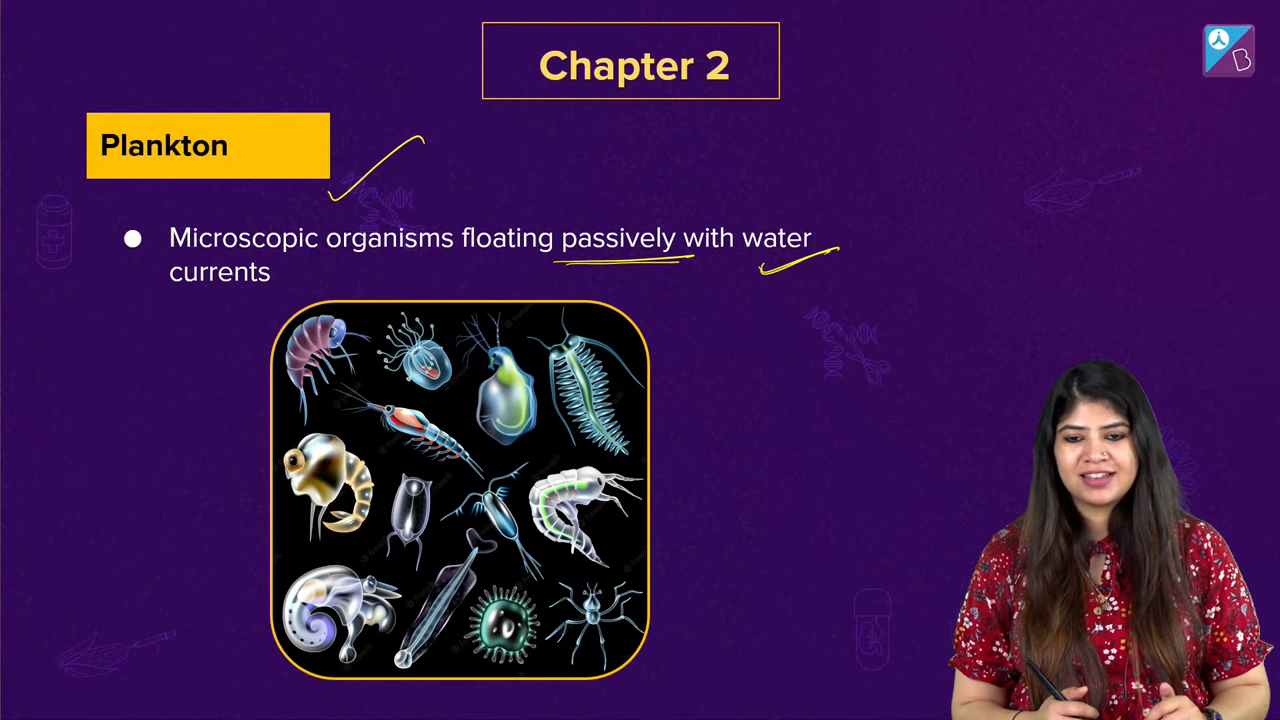 Chapter 2
Plankton
● Microscopic organisms floating passively with water
currents
B